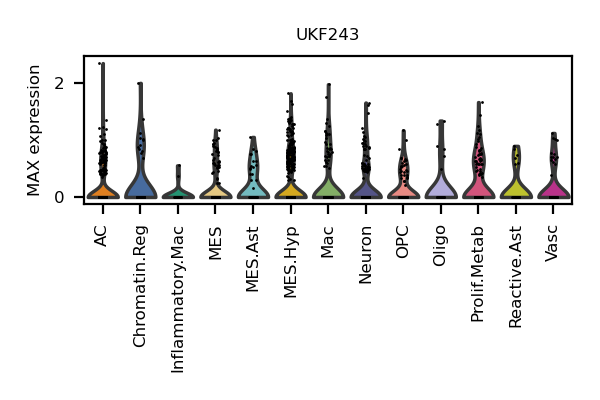 UKF243
MAX expression
2
0
AC
Chromatin.Reg
Inflammatory.Mac
MES
MES.Ast
MES.Hyp
Mac
Neuron
OPC
Oligo
Prolif.Metab
Reactive.Ast
Vasc